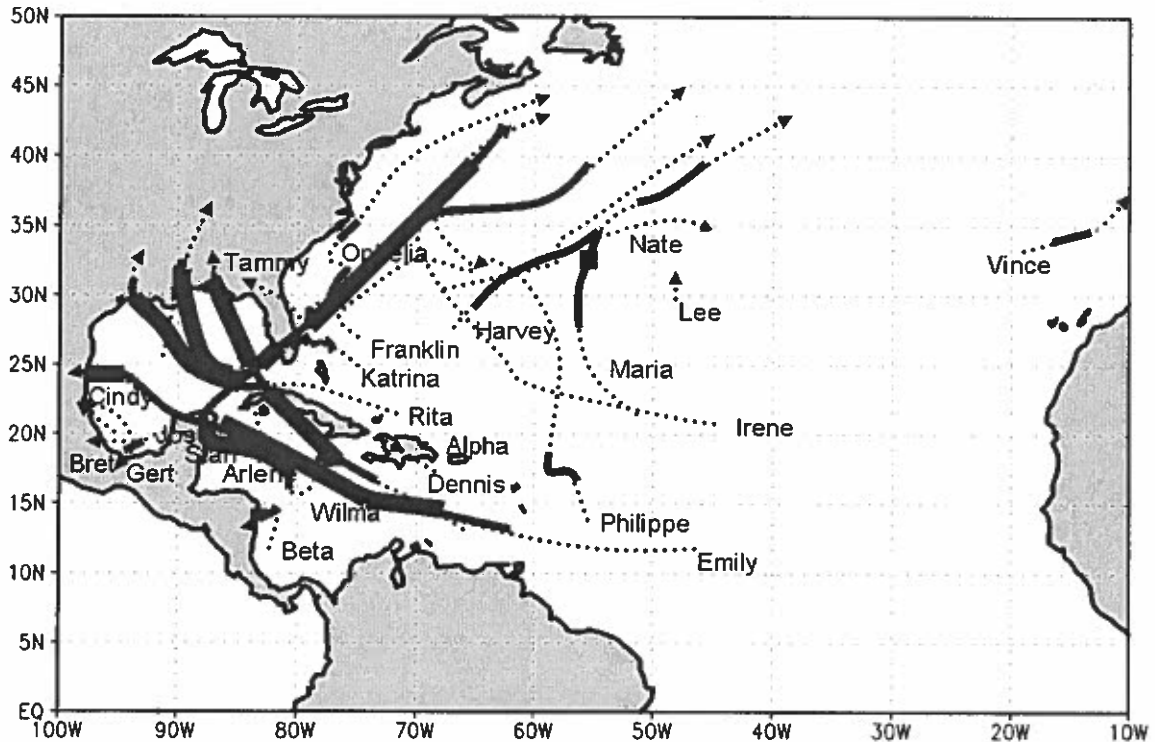 50N
45N
40N
35N
30N
25N
20N
15N
10N
5N
EQ
100W 90W 80W 70W 60W 50W 40W 30W 20W 10W
Tammy
Ophelia
Nate
Vince
Harvey
Lee
Franklin
Katrina
Maria
Cindy
Rita
Irene
Jose
Alpha
Bret
Gert
Stan
Arlene
Dennis
Wilma
Philippe
Beta
Emily